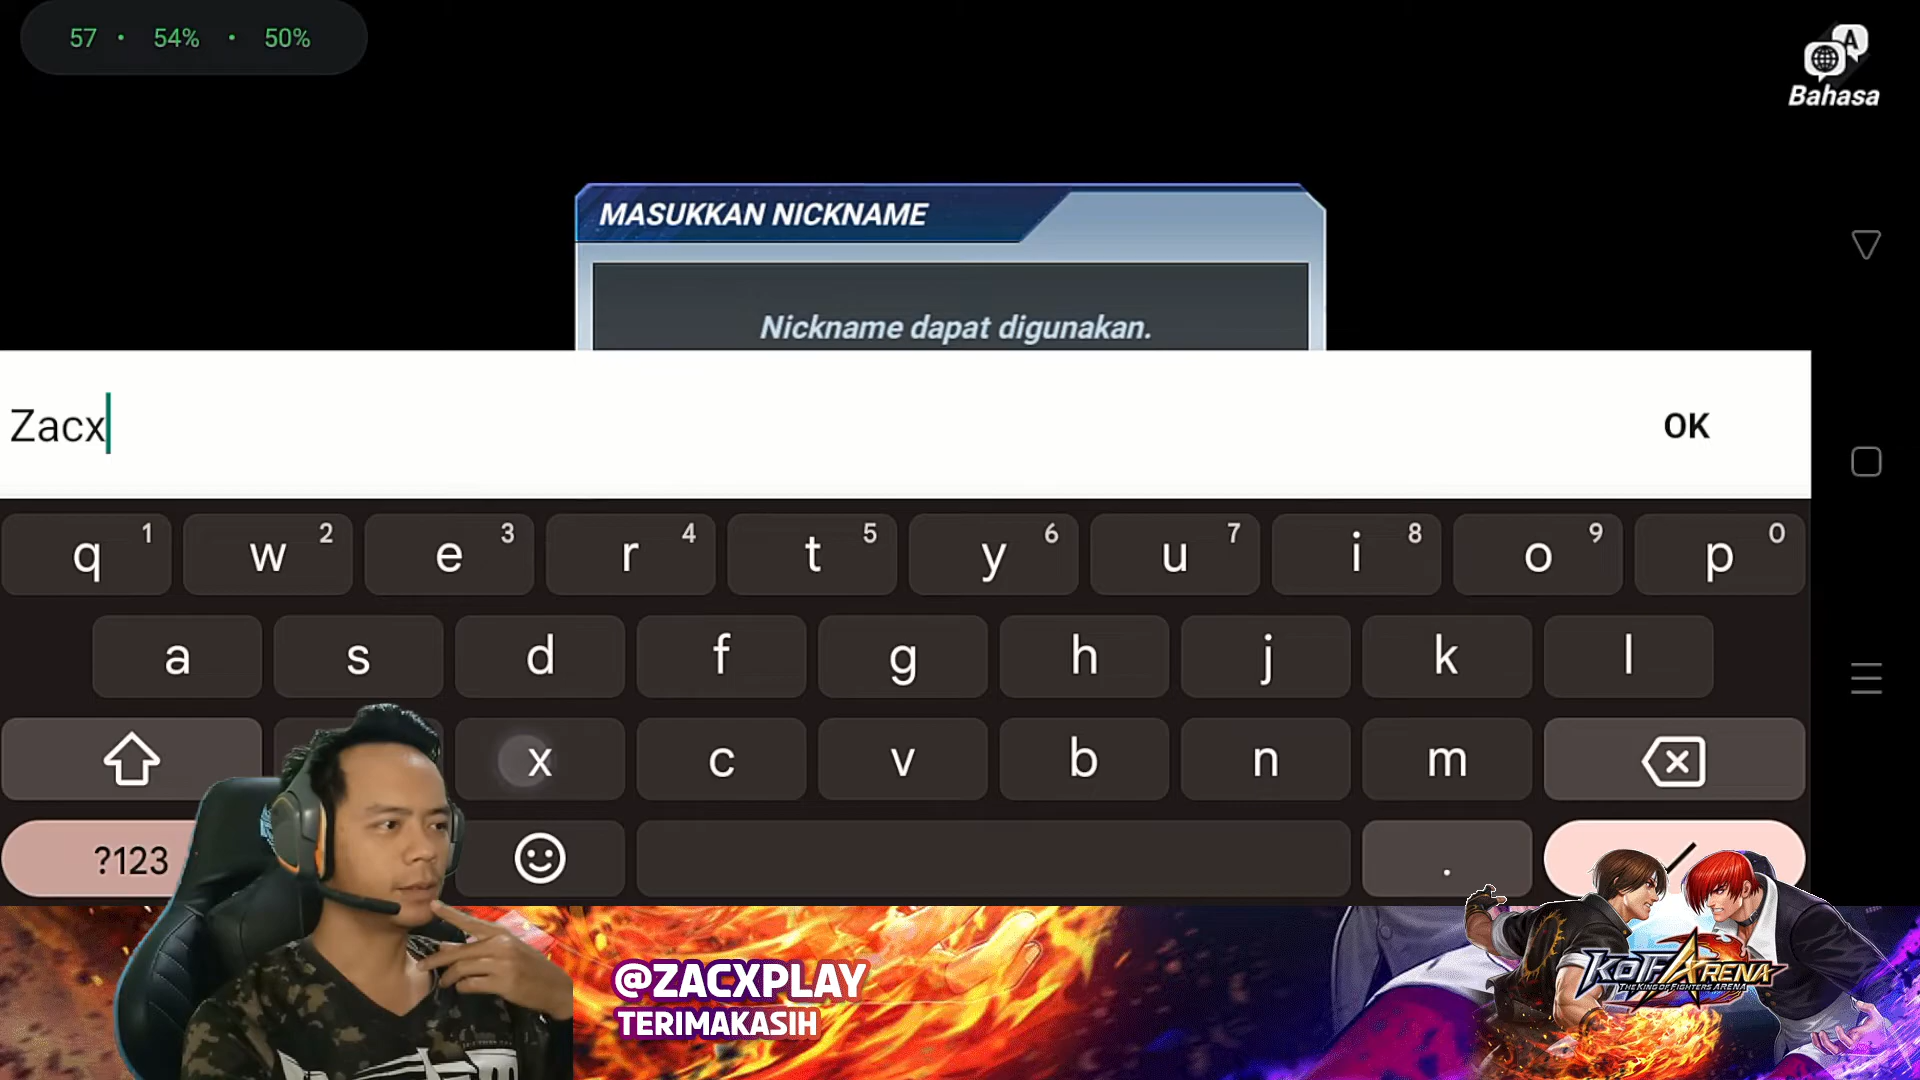 57 • 54% • 50%
A
Bahasa
MASUKKAN NICKNAME
Nickname dapat digunakan.
Zacx
OK
q 1 w 2 e 3 r 4 t 5 y 6 u 7 i 8 o 9 p 0
a s d f g h j k l
x c v b n m
?123 .
@ZACXPLAY
TERIMAKASIH
KOF ARENA
THE KING OF FIGHTERS ARENA